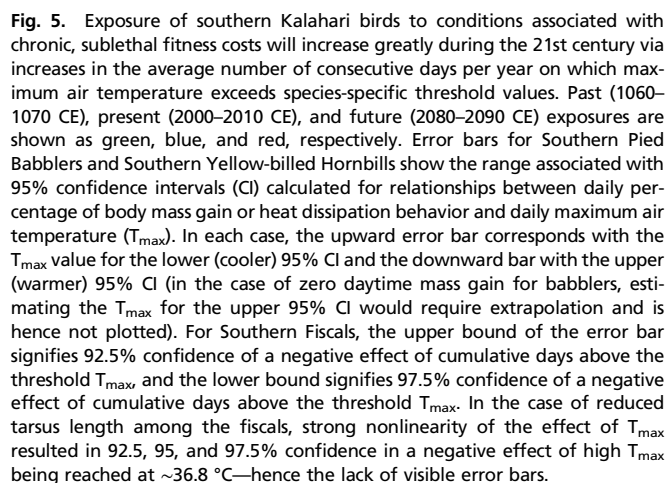 Fig. 5. Exposure of southern Kalahari birds to conditions associated with
chronic, sublethal fitness costs will increase greatly during the 21st century via
increases in the average number of consecutive days per year on which max-
imum air temperature exceeds species-specific threshold values. Past (1060–
1070 CE), present (2000–2010 CE), and future (2080–2090 CE) exposures are
shown as green, blue, and red, respectively. Error bars for Southern Pied
Babblers and Southern Yellow-billed Hornbills show the range associated with
95% confidence intervals (CI) calculated for relationships between daily per-
centage of body mass gain or heat dissipation behavior and daily maximum air
temperature (Tmax). In each case, the upward error bar corresponds with the
Tmax value for the lower (cooler) 95% CI and the downward bar with the upper
(warmer) 95% CI (in the case of zero daytime mass gain for babblers, esti-
mating the Tmax for the upper 95% CI would require extrapolation and is
hence not plotted). For Southern Fiscals, the upper bound of the error bar
signifies 92.5% confidence of a negative effect of cumulative days above the
threshold Tmax, and the lower bound signifies 97.5% confidence of a negative
effect of cumulative days above the threshold Tmax. In the case of reduced
tarsus length among the fiscals, strong nonlinearity of the effect of Tmax
resulted in 92.5, 95, and 97.5% confidence in a negative effect of high Tmax
being reached at ~36.8 °C—hence the lack of visible error bars.